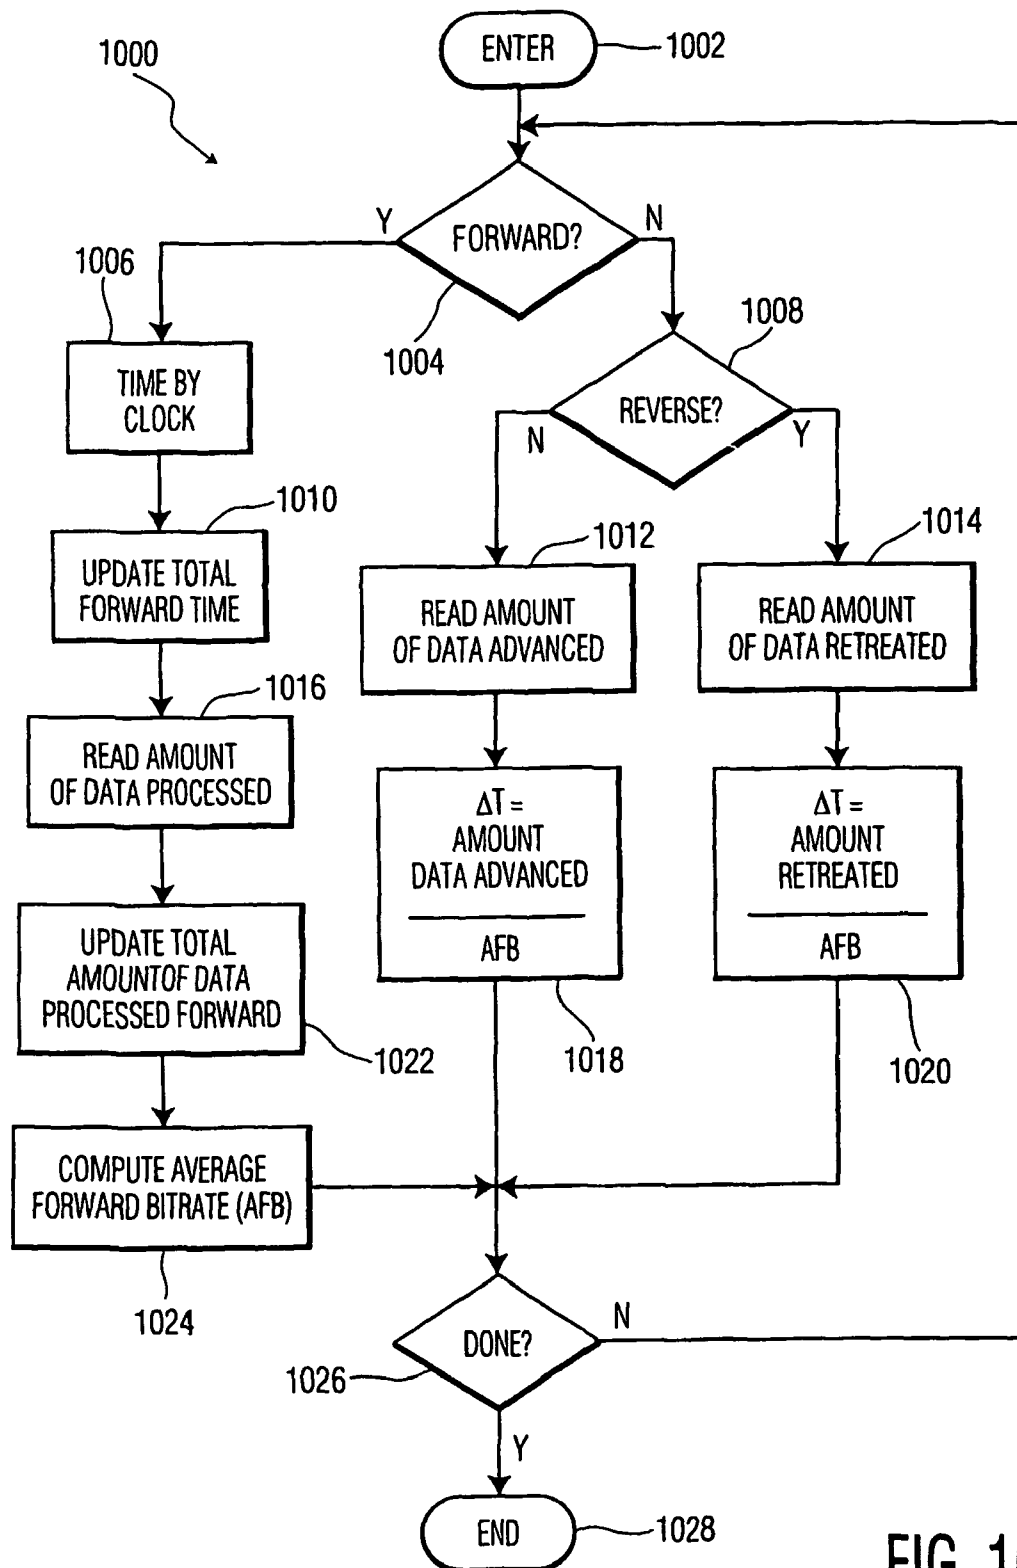 1000
ENTER
1002
Y
FORWARD?
N
1004
1006
TIME BY
CLOCK
1008
REVERSE?
N
Y
1010
UPDATE TOTAL
FORWARD TIME
1012
READ AMOUNT
OF DATA ADVANCED
1014
READ AMOUNT
OF DATA RETREATED
1016
READ AMOUNT
OF DATA PROCESSED
ΔT =
AMOUNT
DATA ADVANCED
AFB
1018
ΔT =
AMOUNT
RETREATED
AFB
1020
UPDATE TOTAL
AMOUNTOF DATA
PROCESSED FORWARD
1022
COMPUTE AVERAGE
FORWARD BITRATE (AFB)
1024
DONE?
N
1026
Y
END
1028
FIG. 1